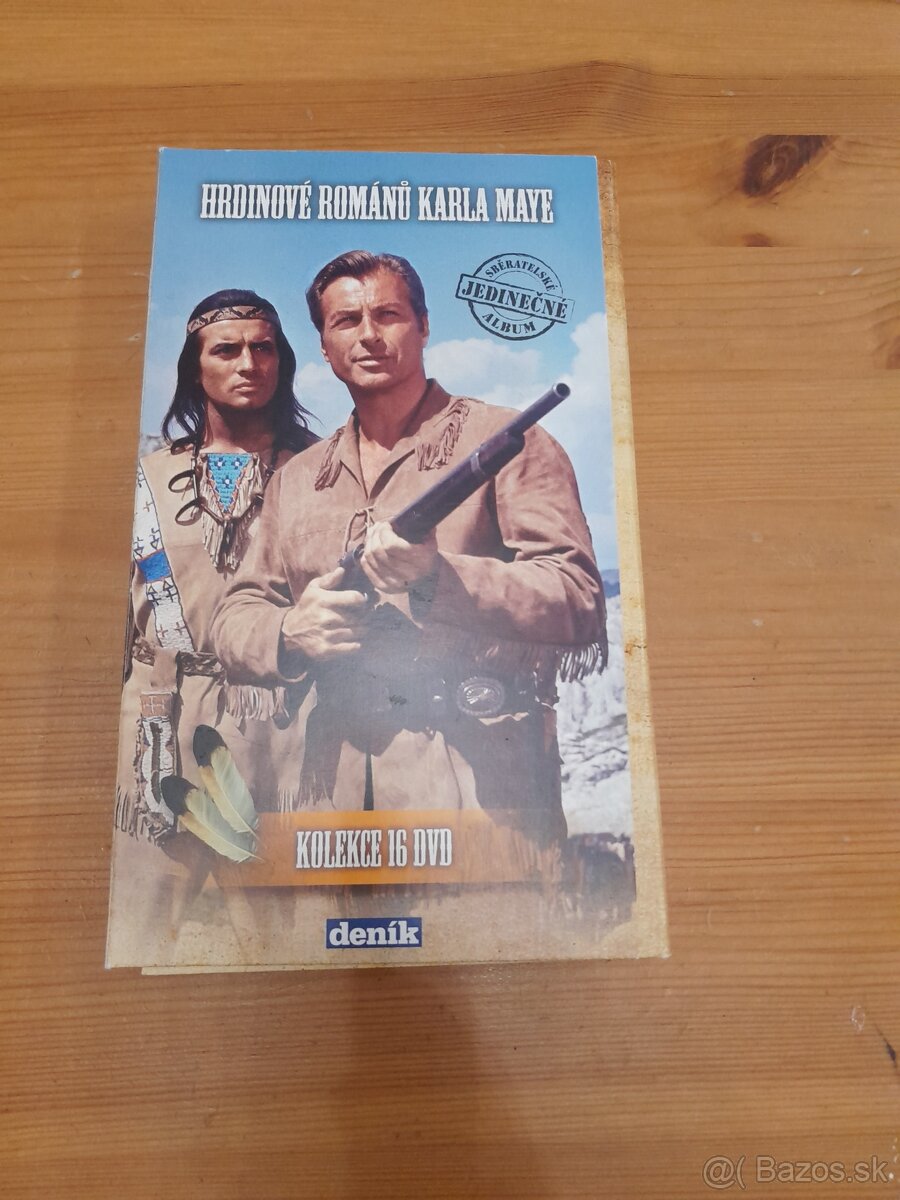 HRDINOVÉ ROMÁNŮ KARLA MAYE
SBĚRATELSKÉ
JEDINEČNÉ
ALBUM
KOLEKCE 16 DVD
deník
@( Bazos.sk